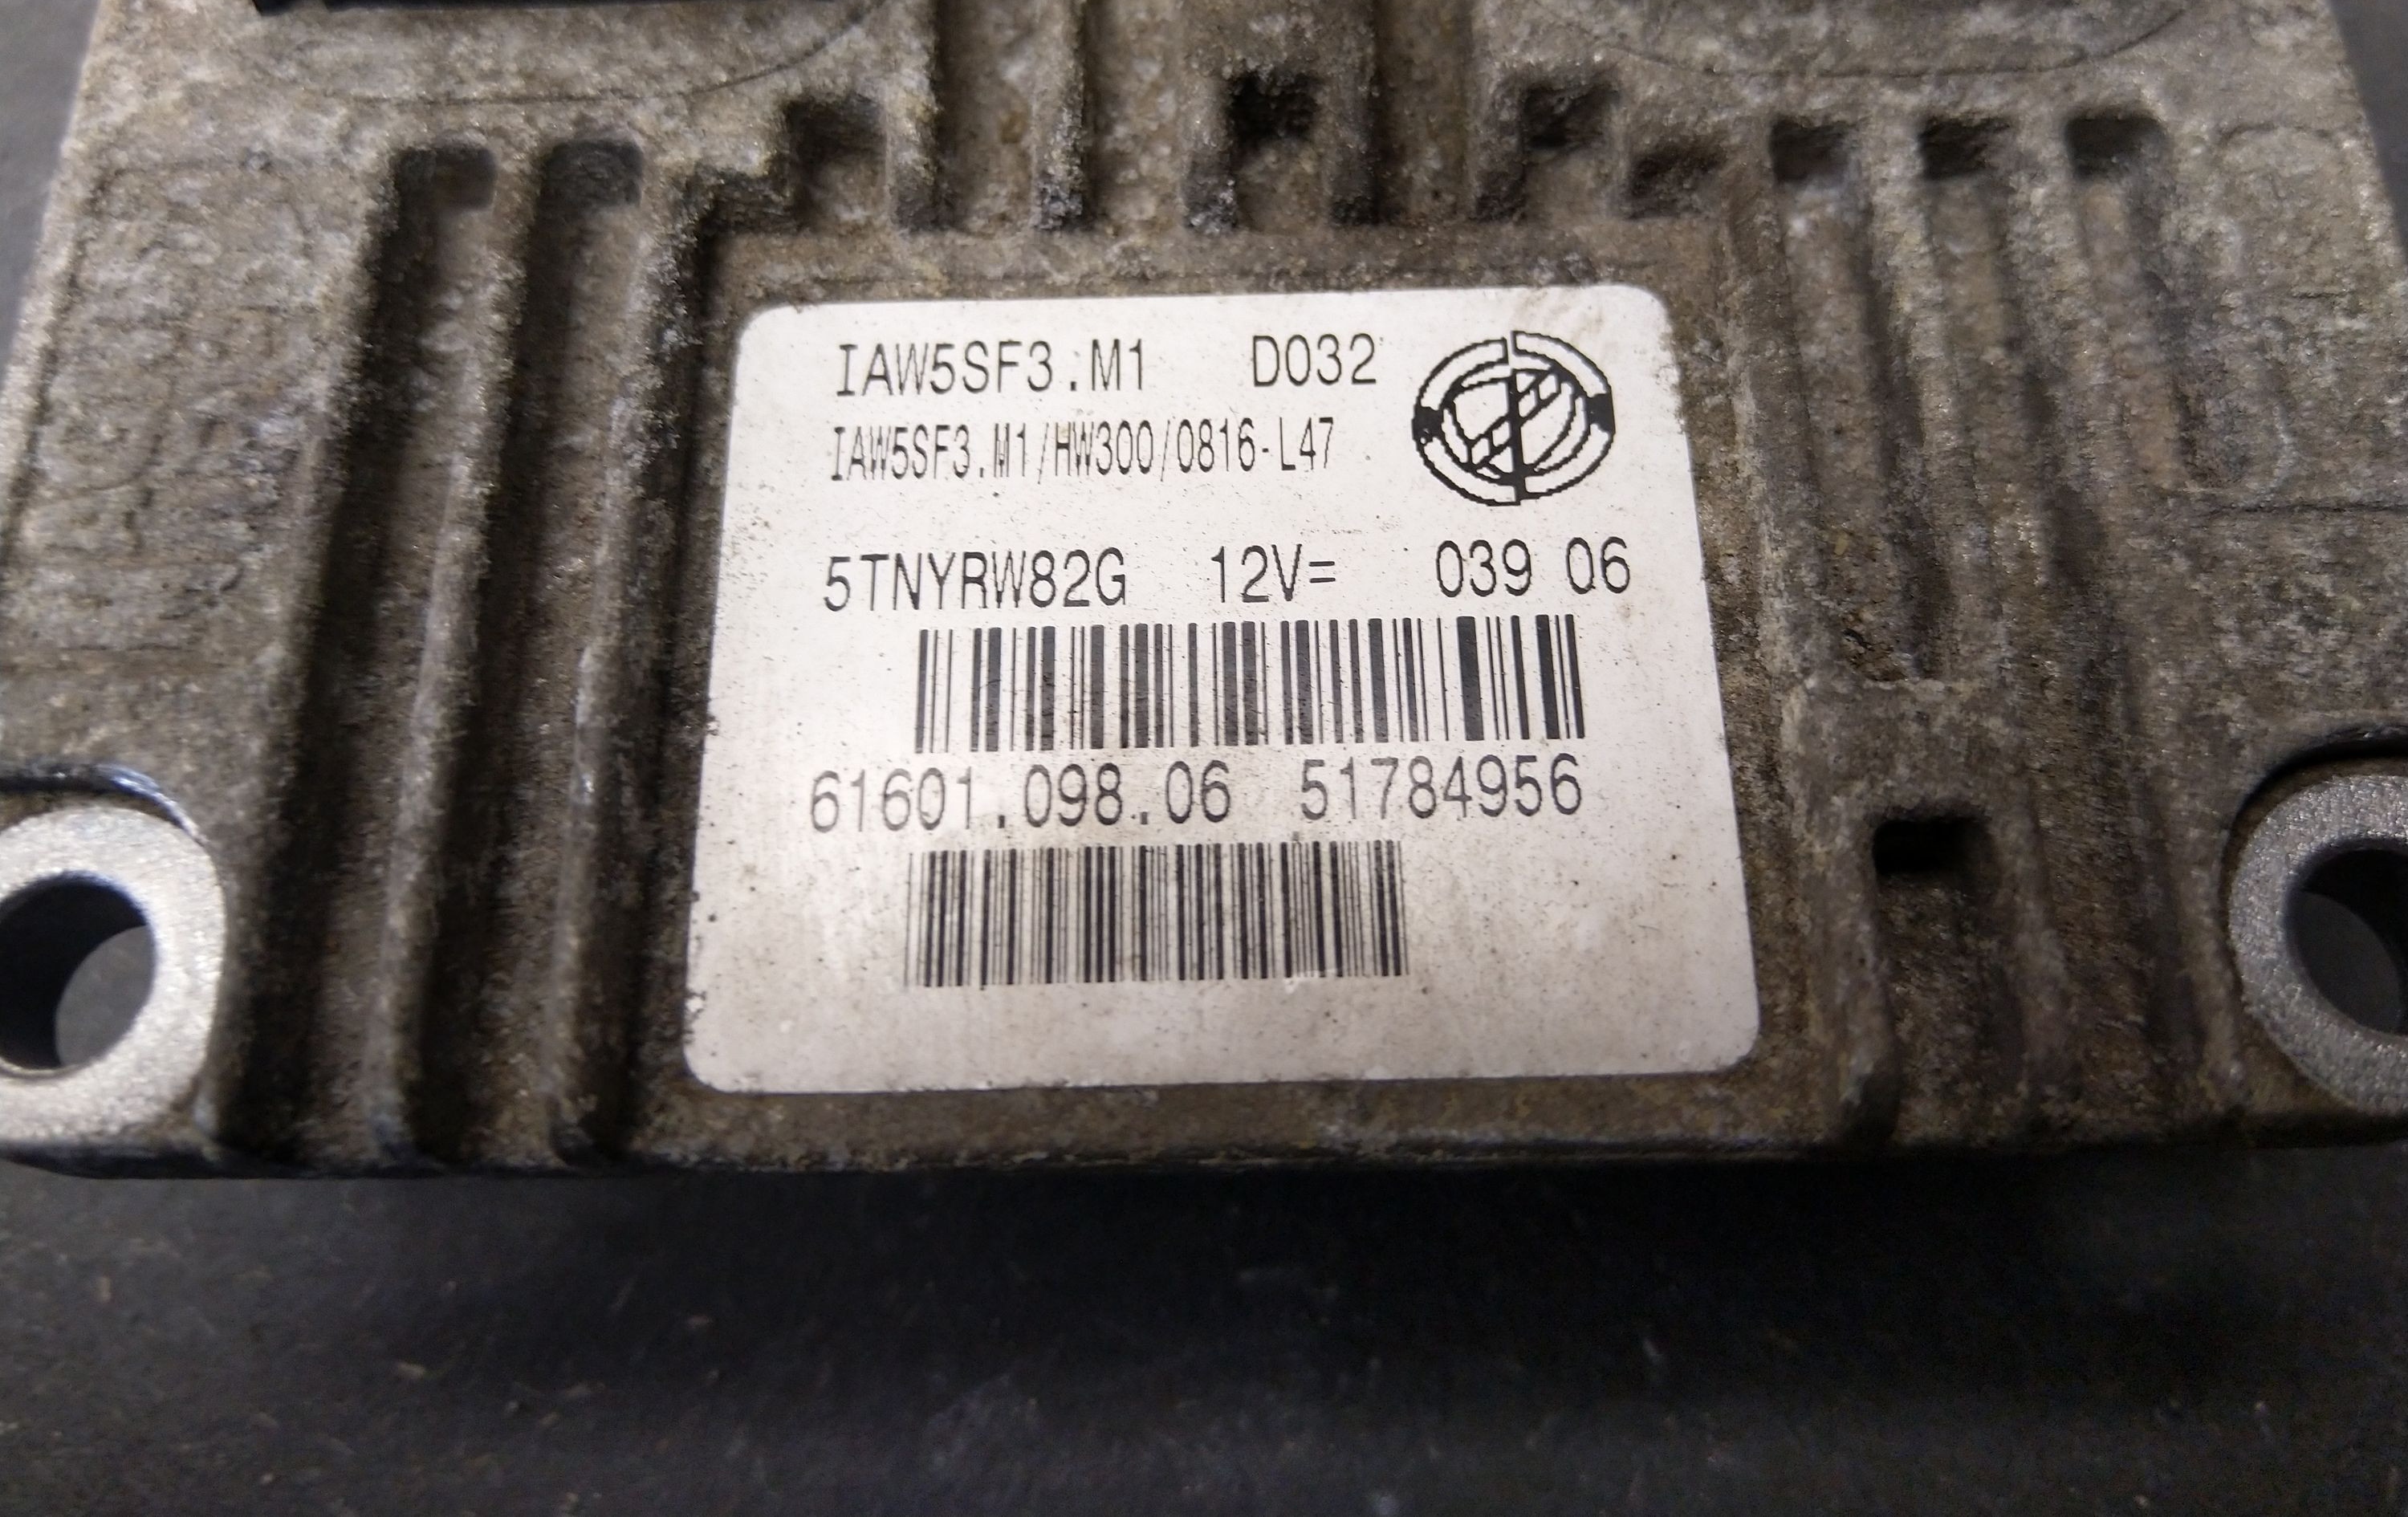 IAW5SF3.M1 D032
IAW5SF3.M1/HW300/0816-L47
5TNYRW82G 12V= 039 06
61601.098.06 51784956